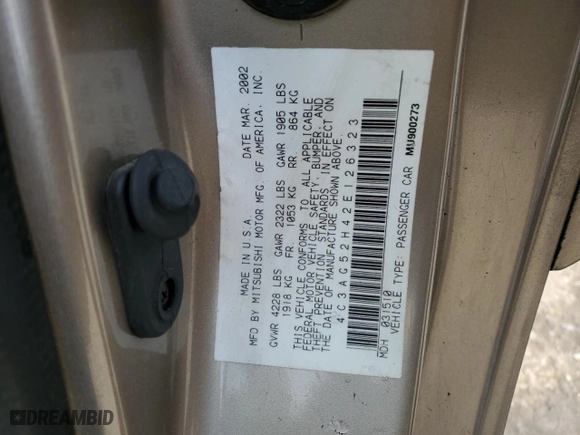 MADE IN U S A    DATE MAR. 2002
MFD BY MITSUBISHI MOTOR MFG. OF AMERICA, INC.
GVWR 4228 LBS  GAWR 2322 LBS  GAWR 1905 LBS
1918 KG  FR.  1053 KG  RR  864 KG
THIS VEHICLE CONFORMS TO ALL APPLICABLE
FEDERAL MOTOR VEHICLE SAFETY, BUMPER, AND
THEFT PREVENTION STANDARDS IN EFFECT ON
THE DATE OF MANUFACTURE SHOWN ABOVE.
4C3AG52H42E126323
MDH 031510
VEHICLE TYPE: PASSENGER CAR  MU900273
DREAMBID